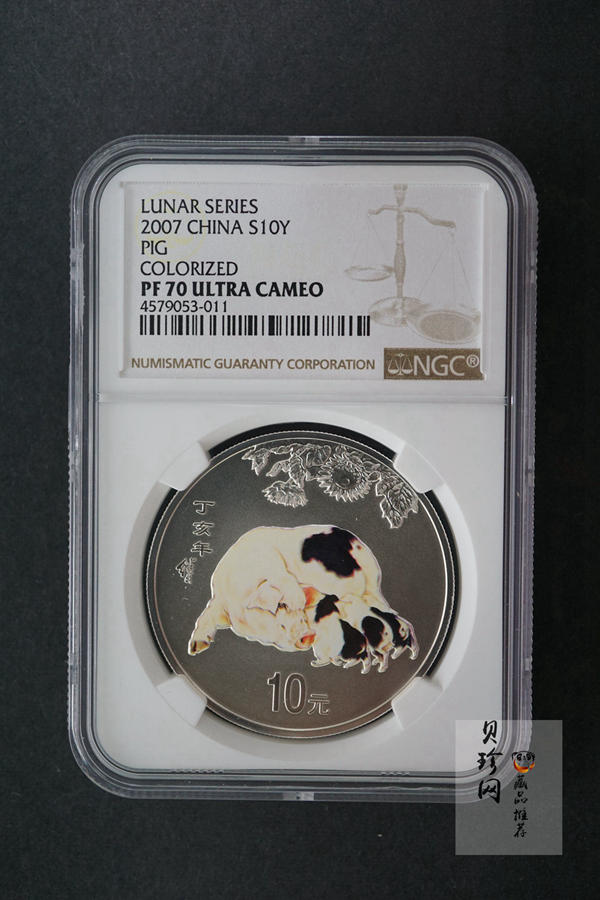 LUNAR SERIES
2007 CHINA S10Y
PIG
COLORIZED
PF 70 ULTRA CAMEO
4579053-011
NUMISMATIC GUARANTY CORPORATION
NGC®
丁亥年
10元
贝珍网
藏品推荐